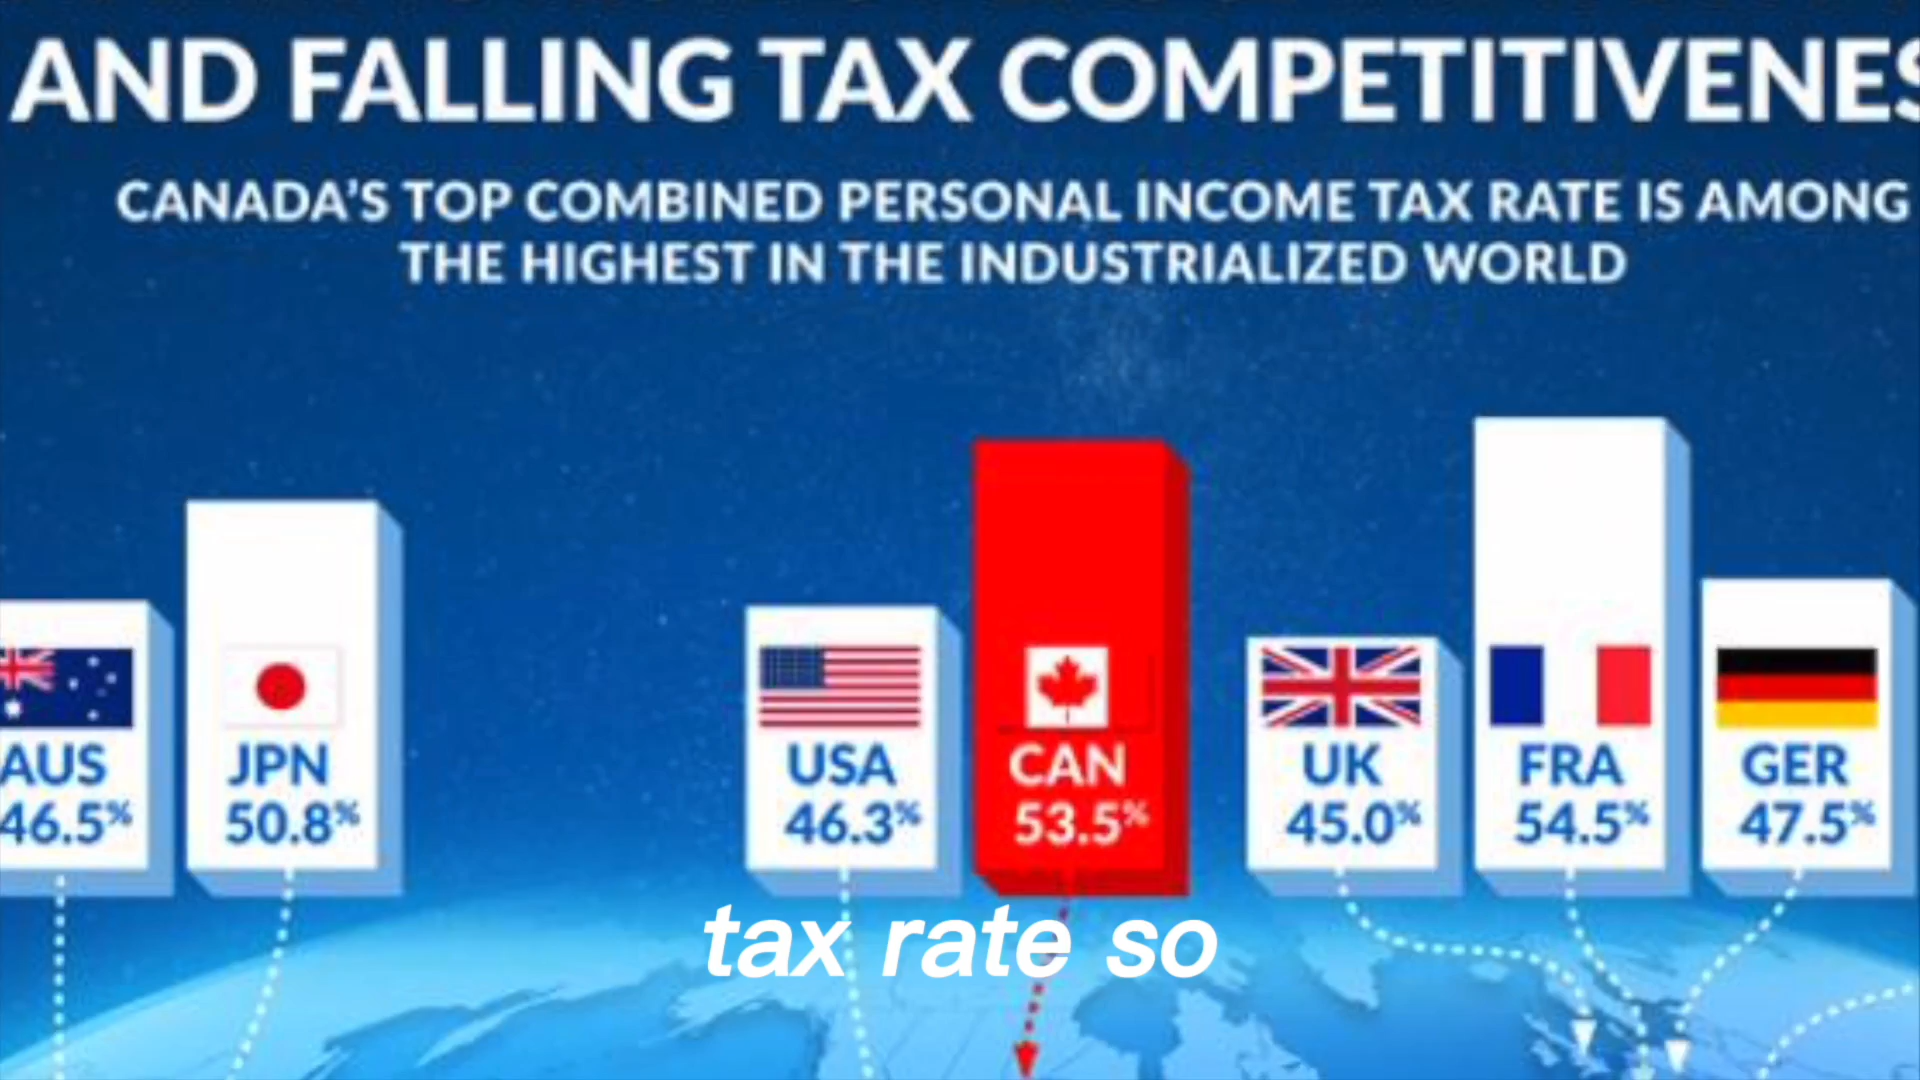 AND FALLING TAX COMPETITIVENES
CANADA'S TOP COMBINED PERSONAL INCOME TAX RATE IS AMONG
THE HIGHEST IN THE INDUSTRIALIZED WORLD
AUS
46.5%
JPN
50.8%
USA
46.3%
CAN
53.5%
UK
45.0%
FRA
54.5%
GER
47.5%
tax rate so